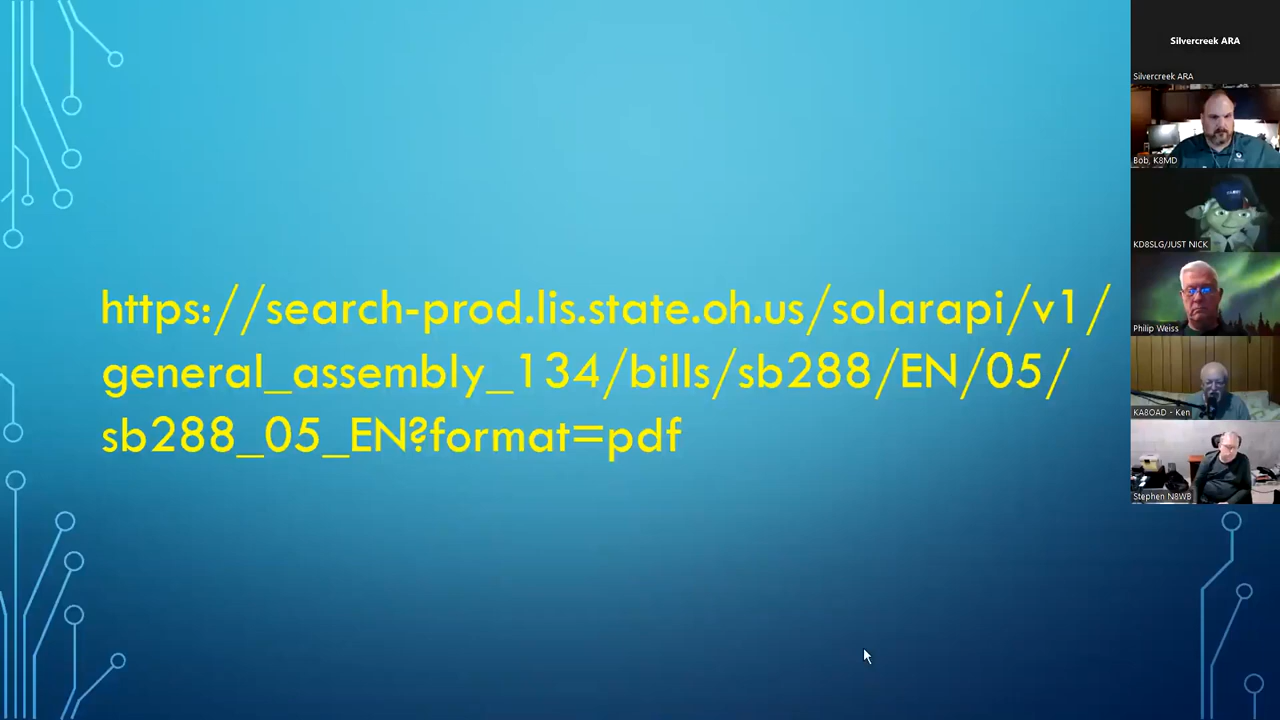 https://search-prod.lis.state.oh.us/solarapi/v1/
general_assembly_134/bills/sb288/EN/05/
sb288_05_EN?format=pdf
Silvercreek ARA
Silvercreek ARA
Bob, K8MD
KD8SLG/JUST NICK
Philip Weiss
KA8OAD - Ken
Stephen N8WB